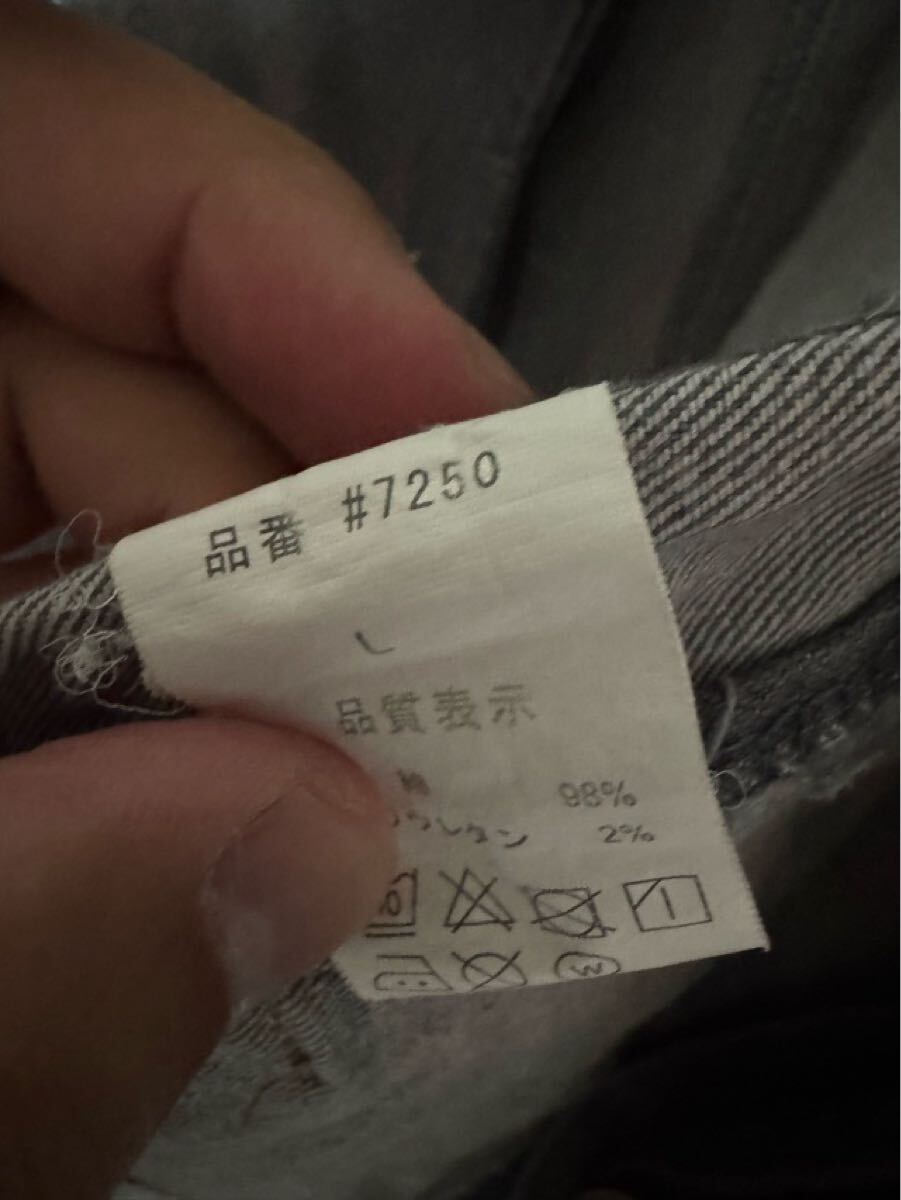 品番 #7250
L
品質表示
綿 98%
ウレタン 2%